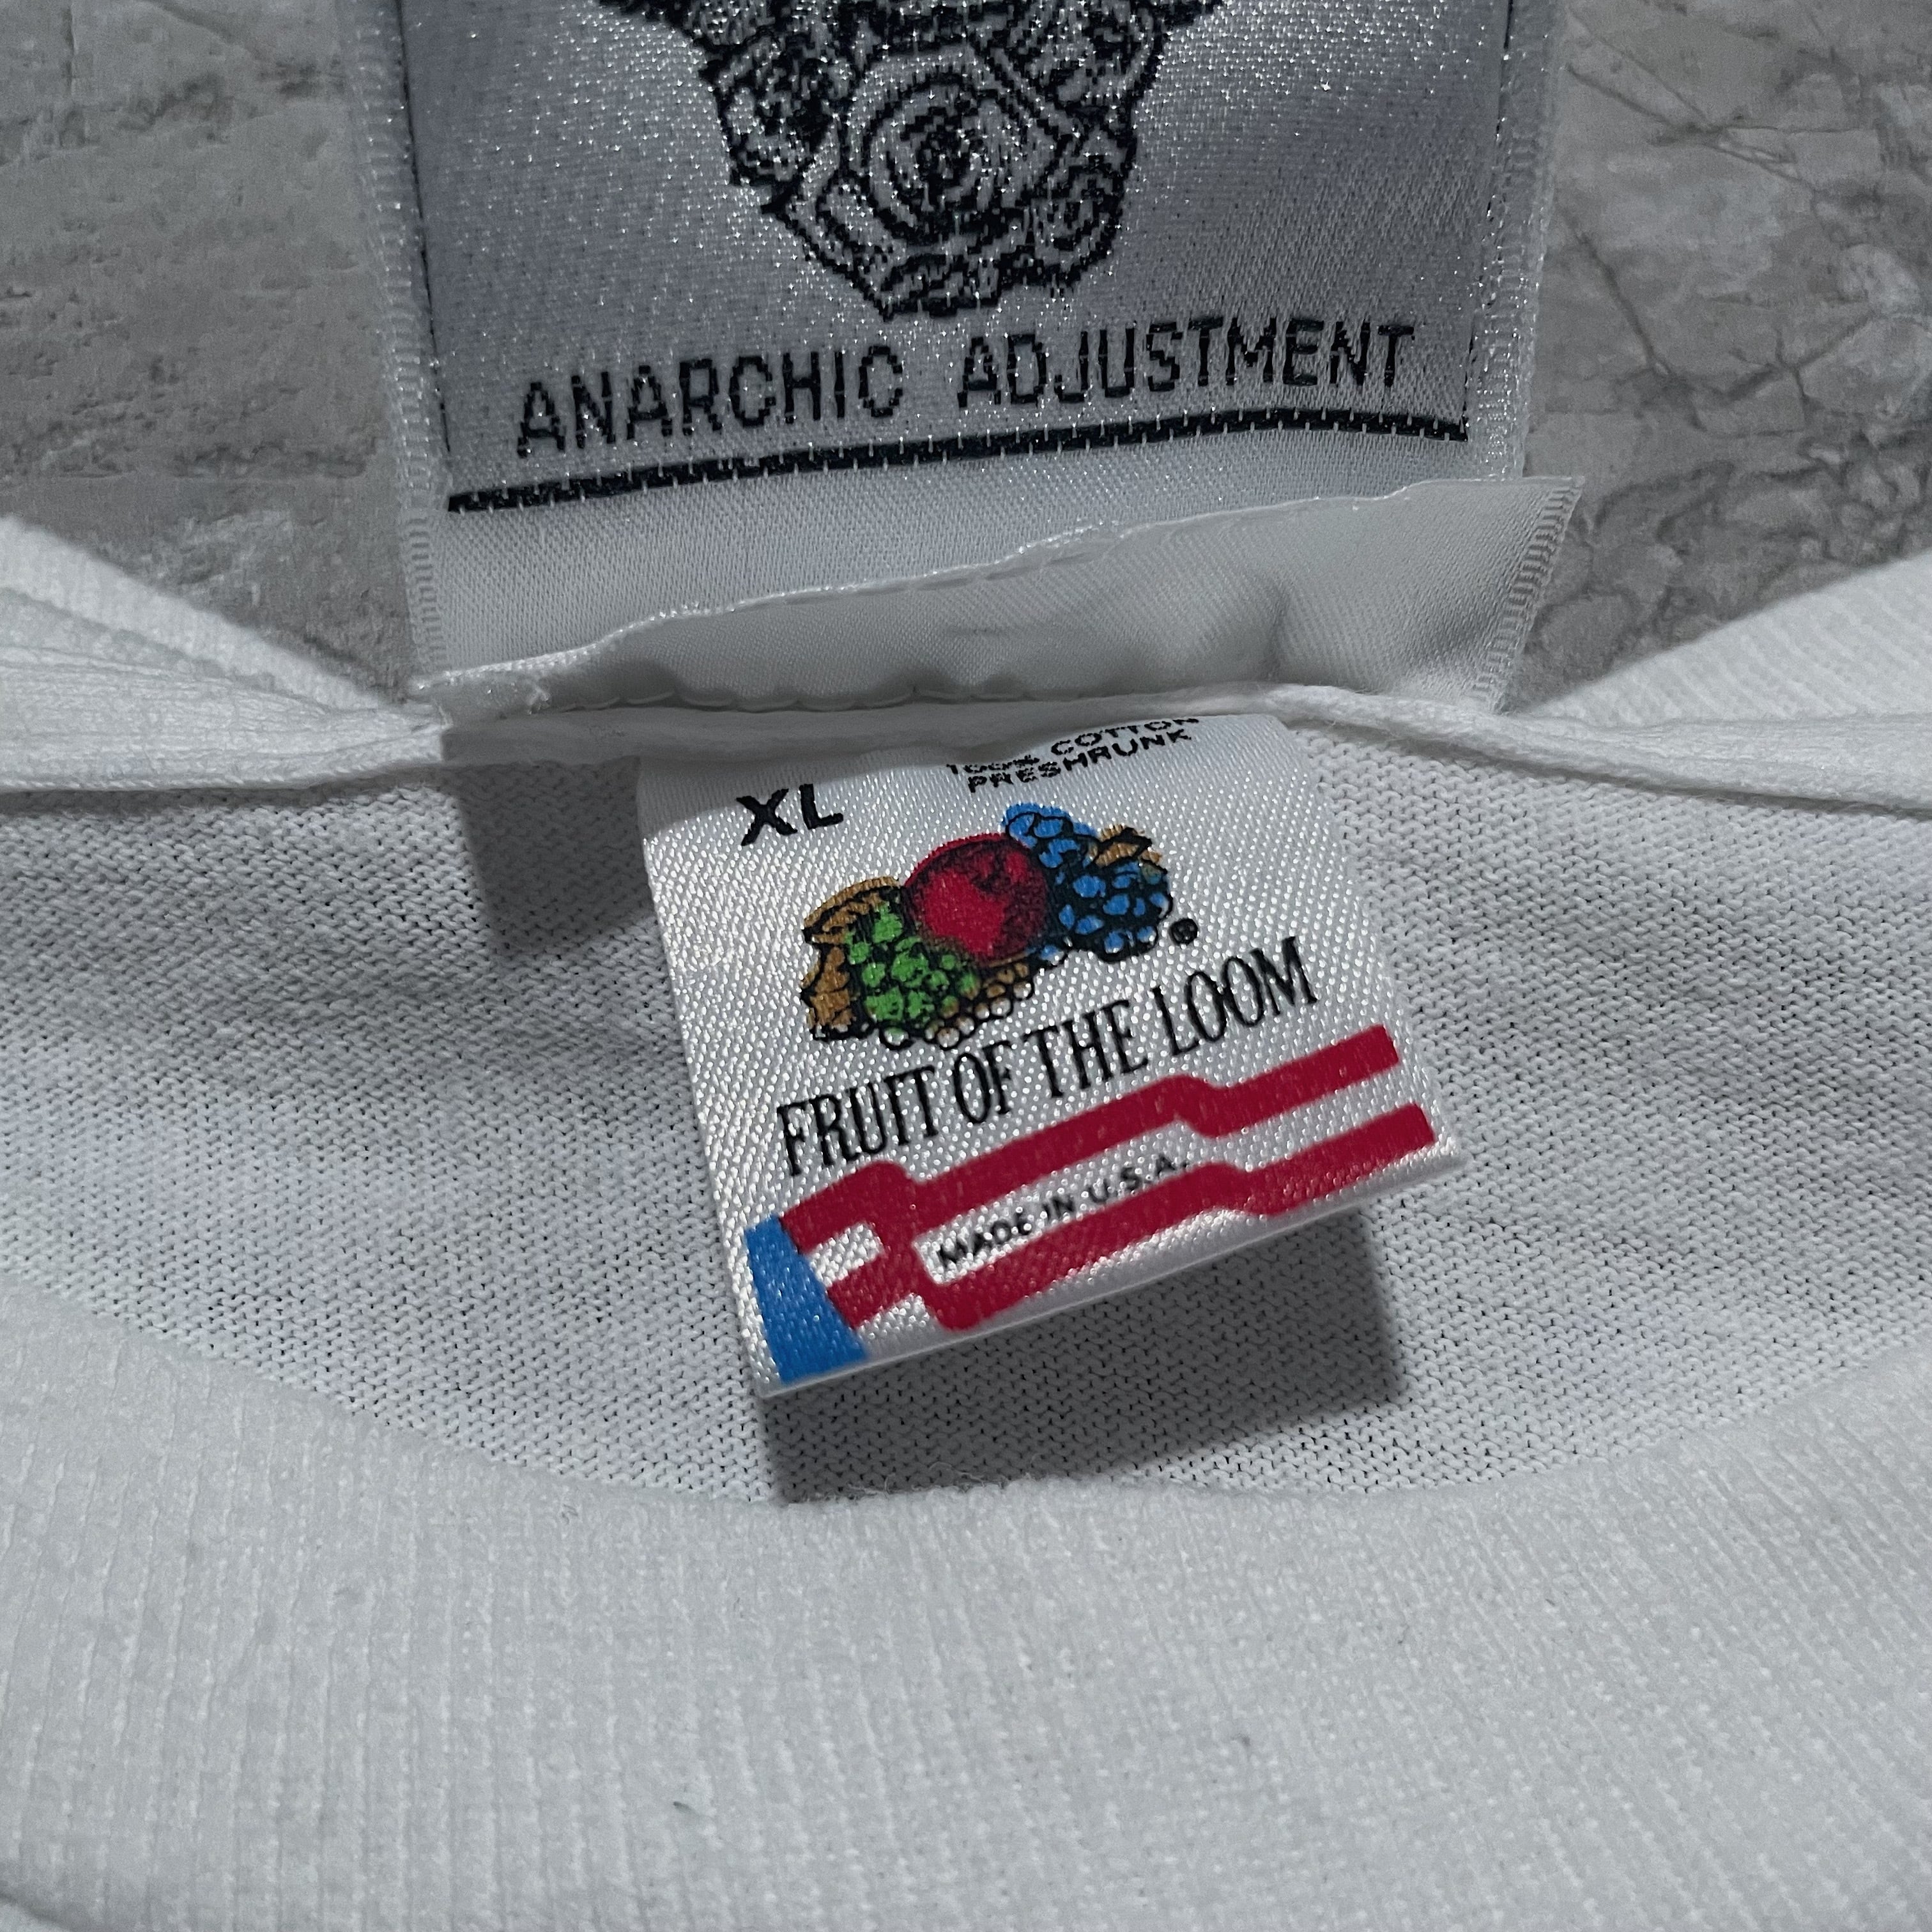 ANARCHIC ADJUSTMENT
100% COTTON
XL PRESHRUNK
®
FRUIT OF THE LOOM
MADE IN U.S.A.